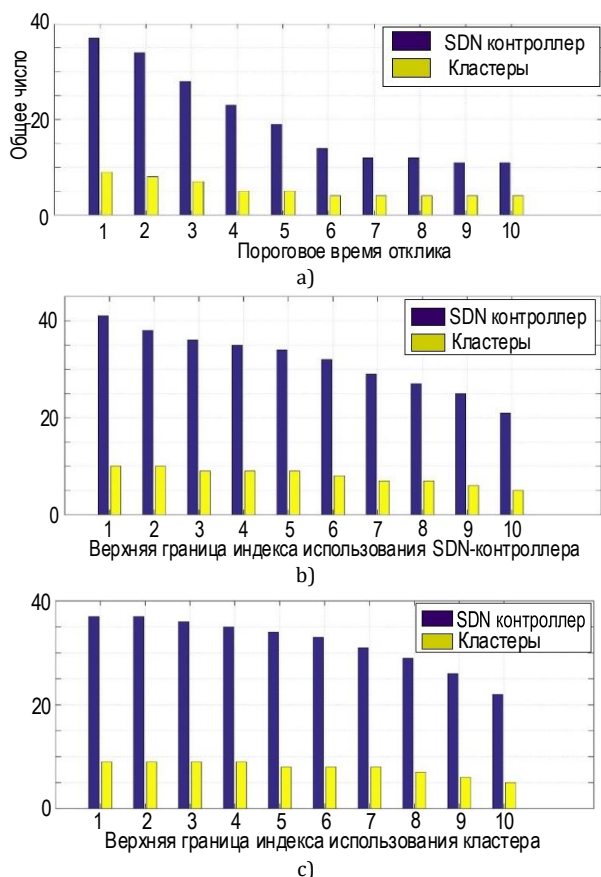 40
20
0
Общее число
SDN контроллер
Кластеры
1 2 3 4 5 6 7 8 9 10
Пороговое время отклика
a)
40
20
0
SDN контроллер
Кластеры
1 2 3 4 5 6 7 8 9 10
Верхняя граница индекса использования SDN-контроллера
b)
40
20
0
SDN контроллер
Кластеры
1 2 3 4 5 6 7 8 9 10
Верхняя граница индекса использования кластера
c)